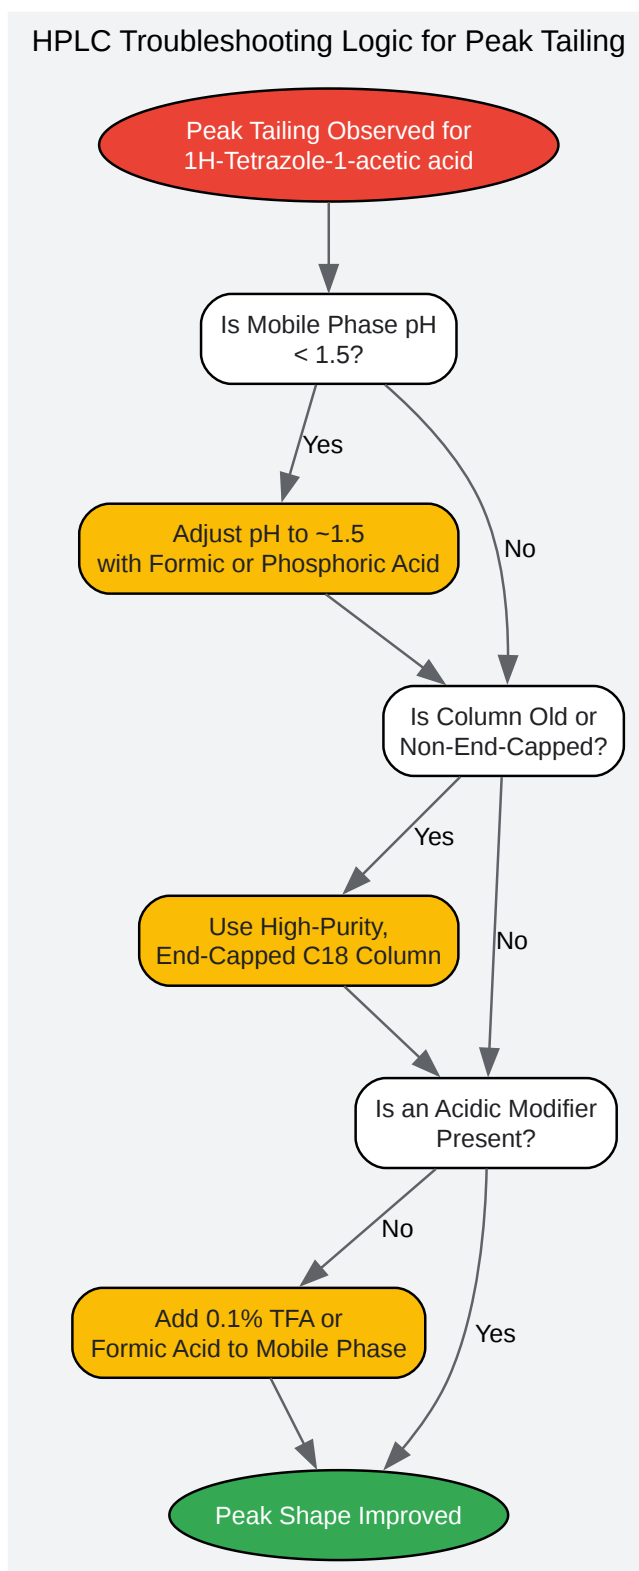 HPLC Troubleshooting Logic for Peak Tailing
Peak Tailing Observed for
1H-Tetrazole-1-acetic acid
Is Mobile Phase pH
< 1.5?
Yes
No
Adjust pH to ~1.5
with Formic or Phosphoric Acid
Is Column Old or
Non-End-Capped?
Yes
No
Use High-Purity,
End-Capped C18 Column
Is an Acidic Modifier
Present?
No
Yes
Add 0.1% TFA or
Formic Acid to Mobile Phase
Peak Shape Improved